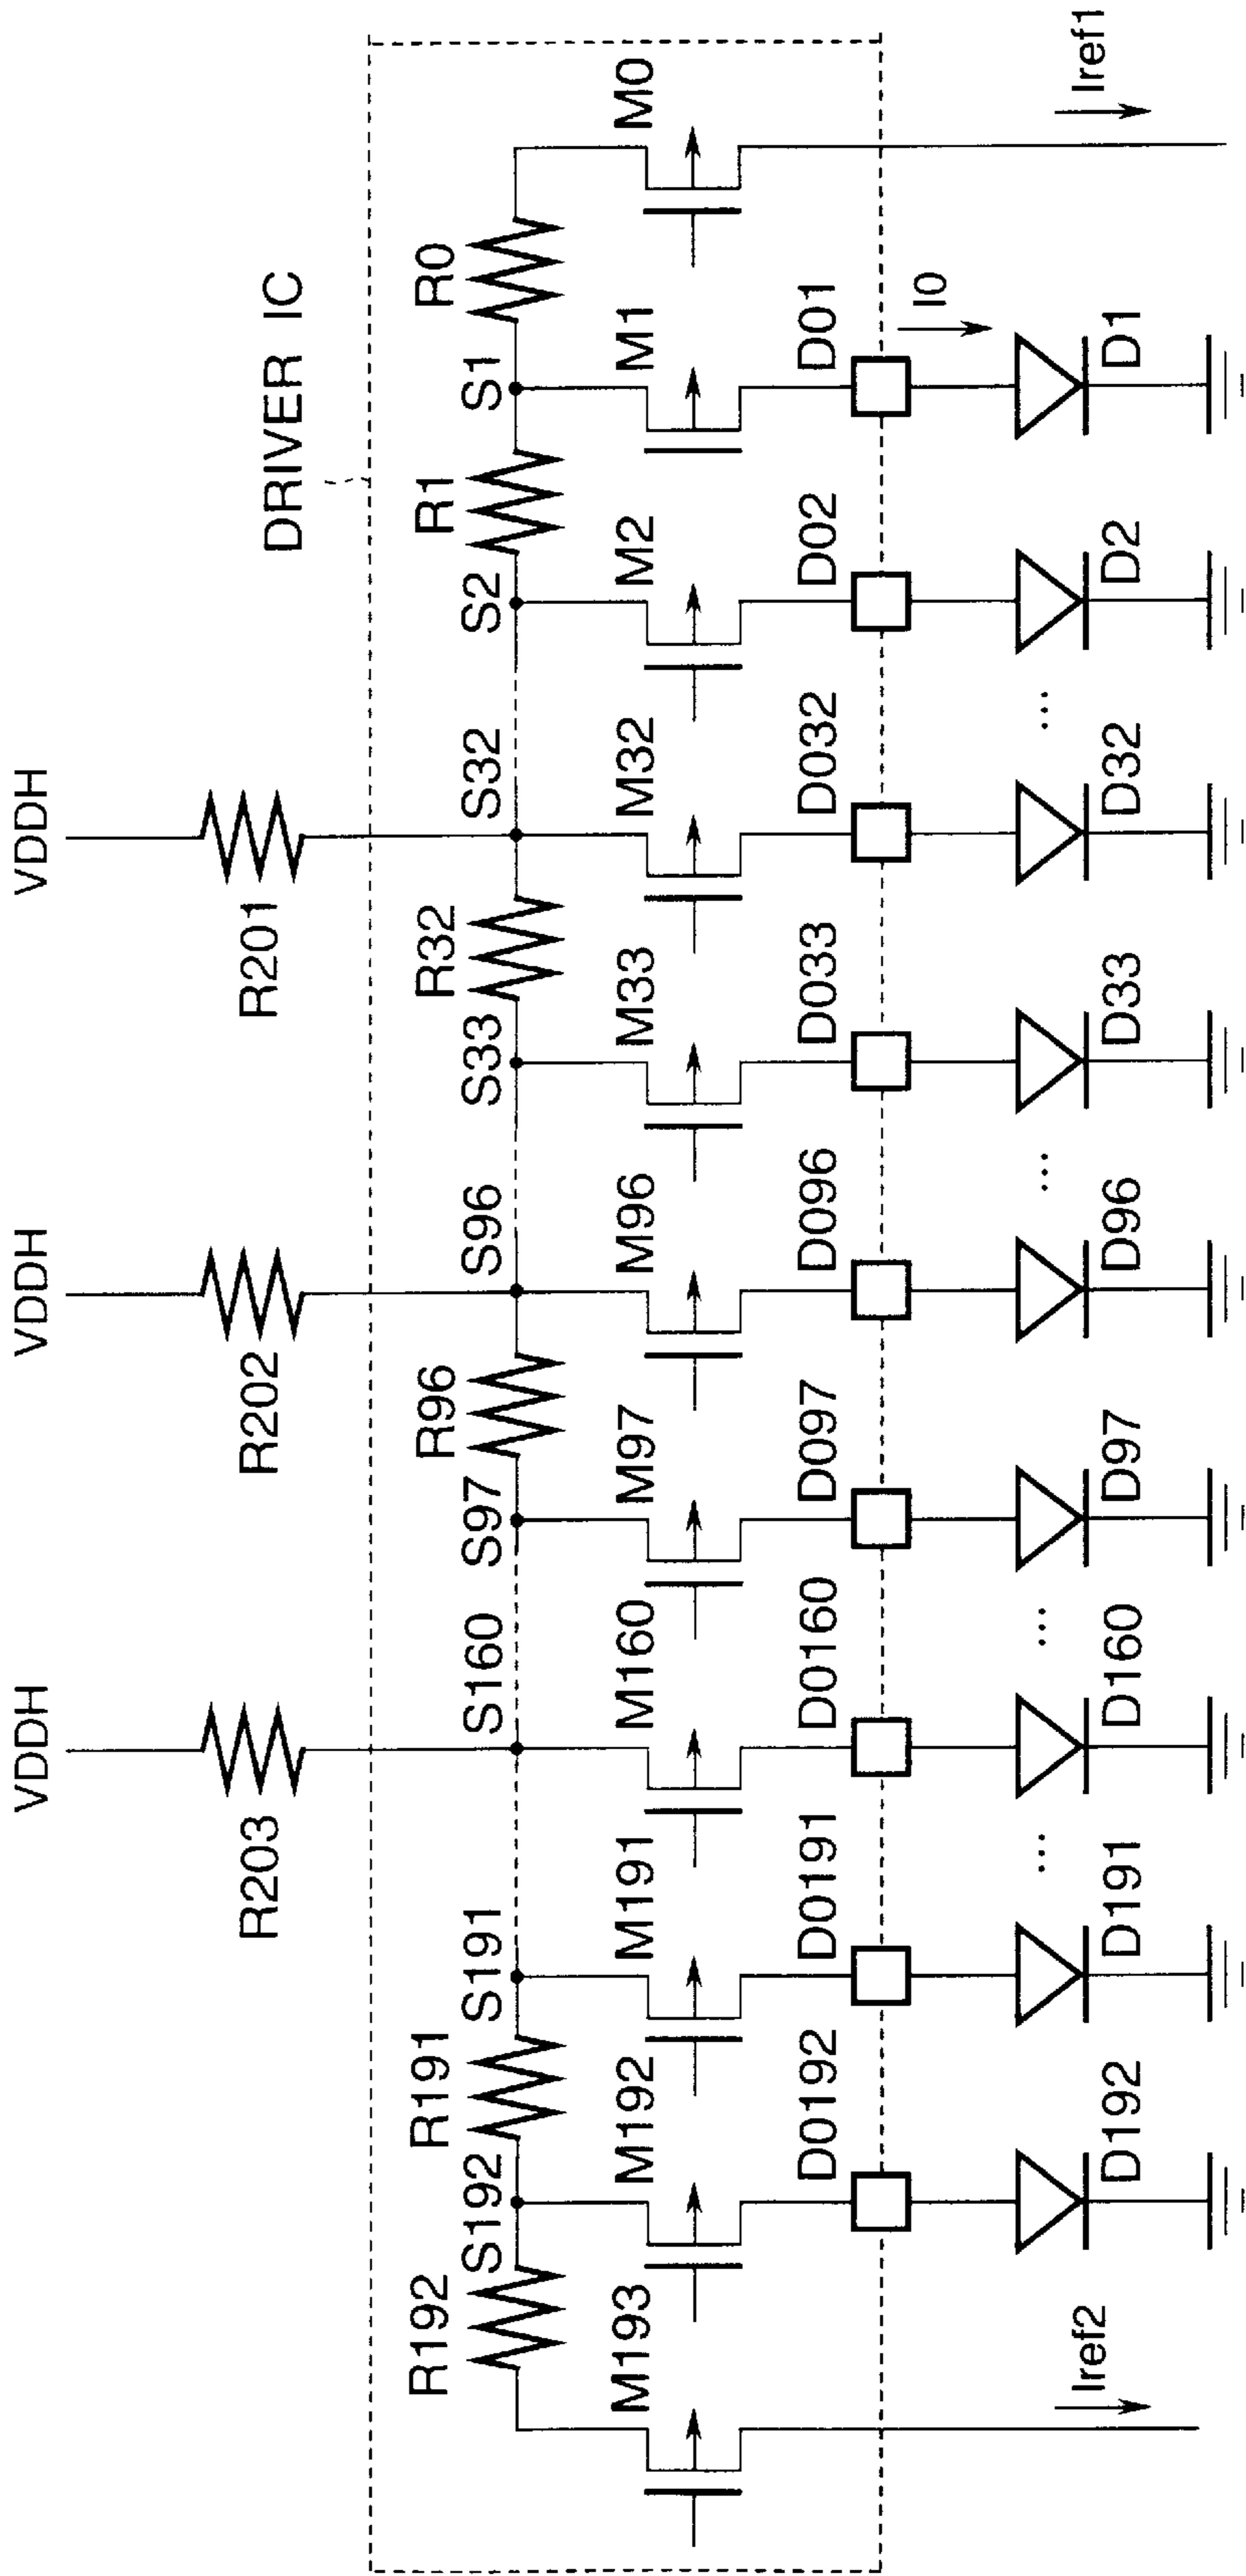 VDDH VDDH VDDH
R203 R202 R201 DRIVER IC
R192 R191 R96 R32 R1 R0
S192 S191 S160 S97 S96 S33 S32 S2 S1
M193 M192 M191 M160 M97 M96 M33 M32 M2 M1 M0
D0192 D0191 D0160 D097 D096 D033 D032 D02 D01
I0
... ... ... ...
Iref2 D192 D191 D160 D97 D96 D33 D32 D2 D1 Iref1